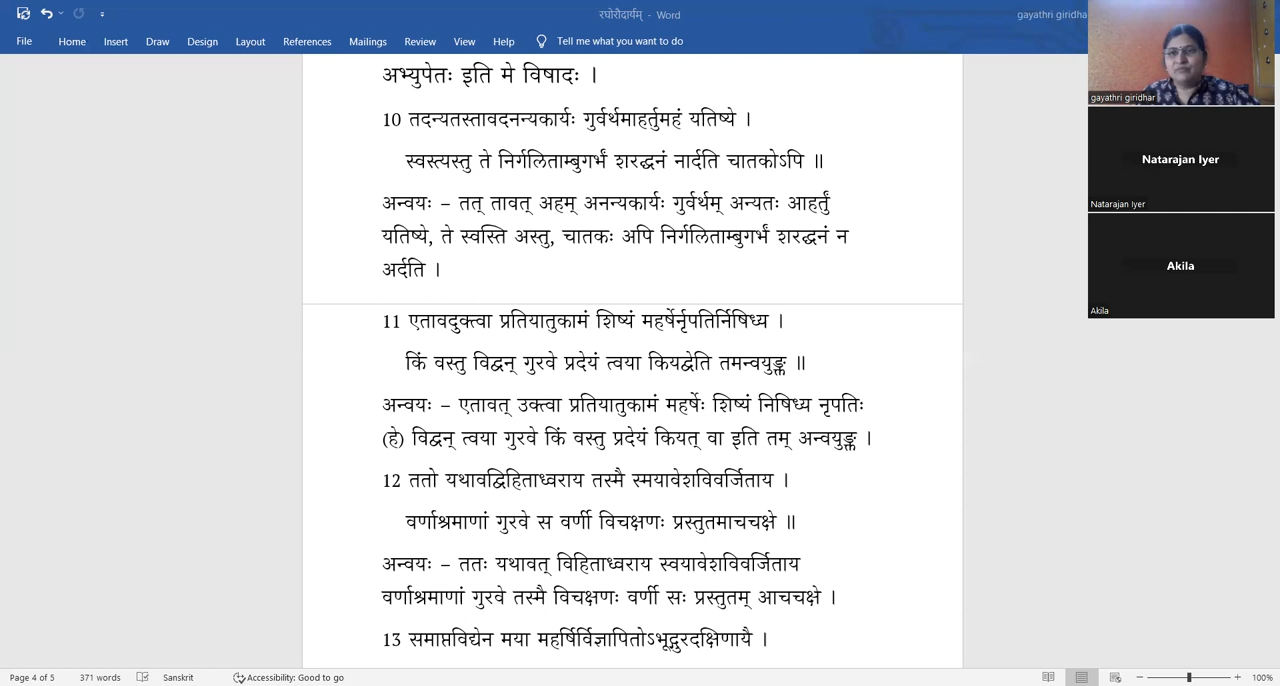 रघोरौदार्यम् - Word
gayathri giridha
File Home Insert Draw Design Layout References Mailings Review View Help Tell me what you want to do
अभ्युपेतः इति मे विषादः ।
10 तदन्यतस्तावदनन्यकार्यः गुर्वर्थमाहर्तुमहं यतिष्ये ।
स्वस्त्यस्तु ते निर्गलिताम्बुगर्भं शरद्घनं नार्दति चातकोऽपि ॥
अन्वयः – तत् तावत् अहम् अनन्यकार्यः गुर्वर्थम् अन्यतः आहर्तुं
यतिष्ये, ते स्वस्ति अस्तु, चातकः अपि निर्गलिताम्बुगर्भं शरद्घनं न
अर्दति ।
11 एतावदुक्त्वा प्रतियातुकामं शिष्यं महर्षेर्नृपतिर्निषिध्य ।
किं वस्तु विद्वन् गुरवे प्रदेयं त्वया कियद्वेति तमन्वयुङ्क्त ॥
अन्वयः – एतावत् उक्त्वा प्रतियातुकामं महर्षेः शिष्यं निषिध्य नृपतिः
(हे) विद्वन् त्वया गुरवे किं वस्तु प्रदेयं कियत् वा इति तम् अन्वयुङ्क्त ।
12 ततो यथावद्विहिताध्वराय तस्मै स्मयावेशविवर्जिताय ।
वर्णाश्रमाणां गुरवे स वर्णी विचक्षणः प्रस्तुतमाचचक्षे ॥
अन्वयः – ततः यथावत् विहिताध्वराय स्वयावेशविवर्जिताय
वर्णाश्रमाणां गुरवे तस्मै विचक्षणः वर्णी सः प्रस्तुतम् आचचक्षे ।
13 समाप्तविद्येन मया महर्षिर्विज्ञापितोऽभूद्गुरदक्षिणायै ।
gayathri giridhar
Natarajan Iyer
Natarajan Iyer
Akila
Akila
Page 4 of 5 371 words Sanskrit Accessibility: Good to go 100%